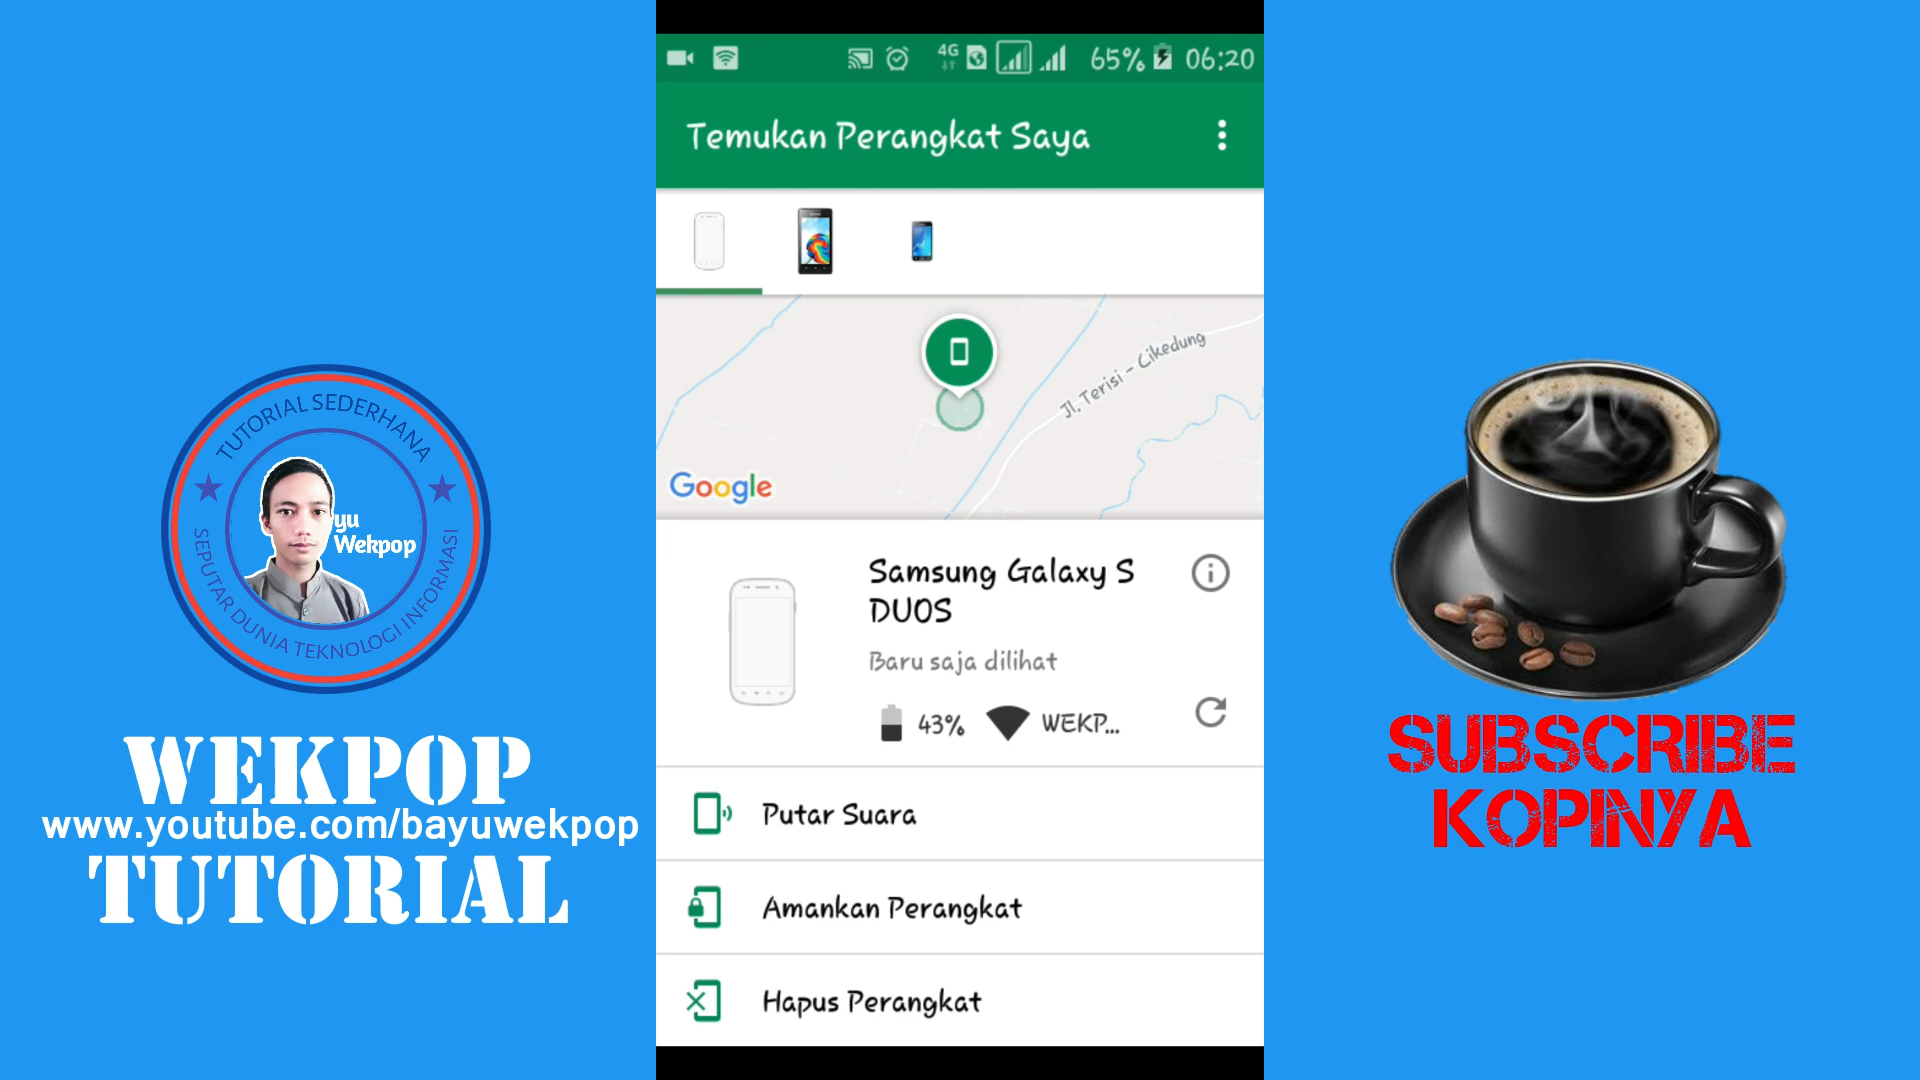 TUTORIAL SEDERHANA
yu
Wekpop
SEPUTAR DUNIA TEKNOLOGI INFORMASI
WEKPOP
www.youtube.com/bayuwekpop
TUTORIAL
4G
65%
06:20
Temukan Perangkat Saya
Jl. Terisi - Cikedung
Google
Samsung Galaxy S
DUOS
Baru saja dilihat
43%
WEKP...
Putar Suara
Amankan Perangkat
Hapus Perangkat
SUBSCRIBE
KOPINYA